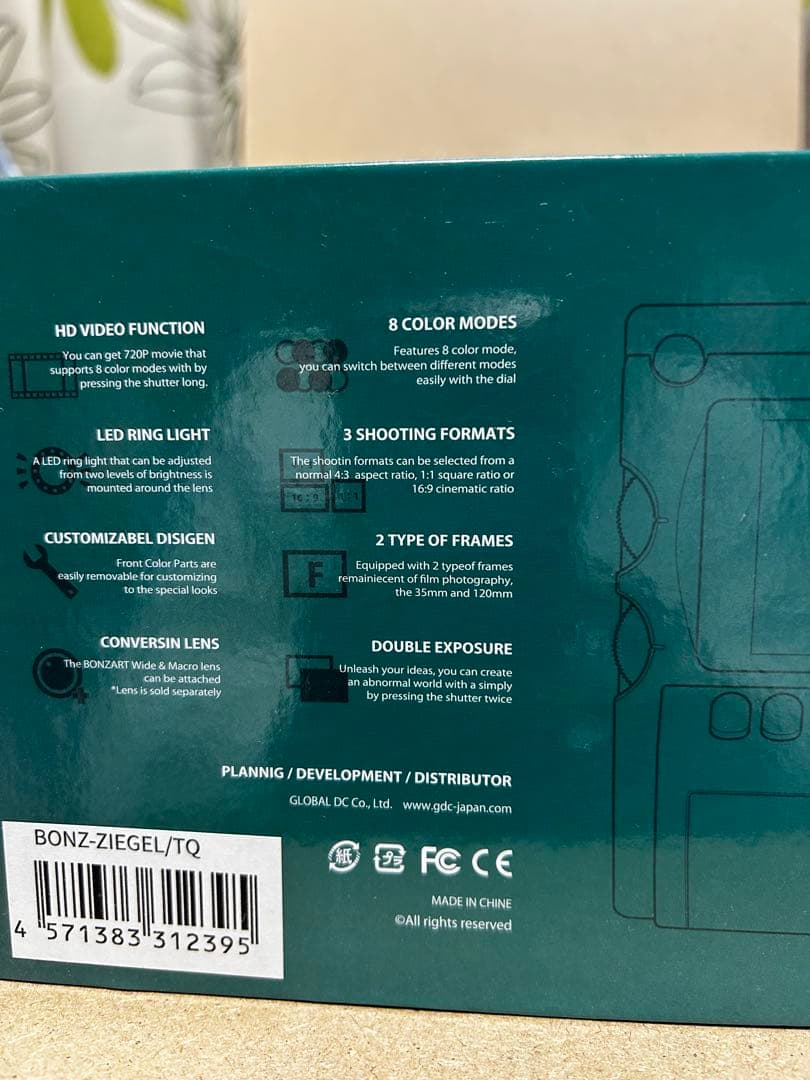 HD VIDEO FUNCTION
You can get 720P movie that
supports 8 color modes with by
pressing the shutter long.
LED RING LIGHT
A LED ring light that can be adjusted
from two levels of brightness is
mounted around the lens
CUSTOMIZABEL DISIGEN
Front Color Parts are
easily removable for customizing
to the special looks
CONVERSIN LENS
The BONZART Wide & Macro lens
can be attached
*Lens is sold separately
8 COLOR MODES
Features 8 color mode,
you can switch between different modes
easily with the dial
3 SHOOTING FORMATS
The shootin formats can be selected from a
normal 4:3 aspect ratio, 1:1 square ratio or
16:9 cinematic ratio
16:9
1:1
2 TYPE OF FRAMES
Equipped with 2 typeof frames
remainiecent of film photography,
the 35mm and 120mm
F
DOUBLE EXPOSURE
Unleash your ideas, you can create
an abnormal world with a simply
by pressing the shutter twice
PLANNIG / DEVELOPMENT / DISTRIBUTOR
GLOBAL DC Co., Ltd. www.gdc-japan.com
紙 プラ FC CE
MADE IN CHINE
©All rights reserved
BONZ-ZIEGEL/TQ
4 571383 312395